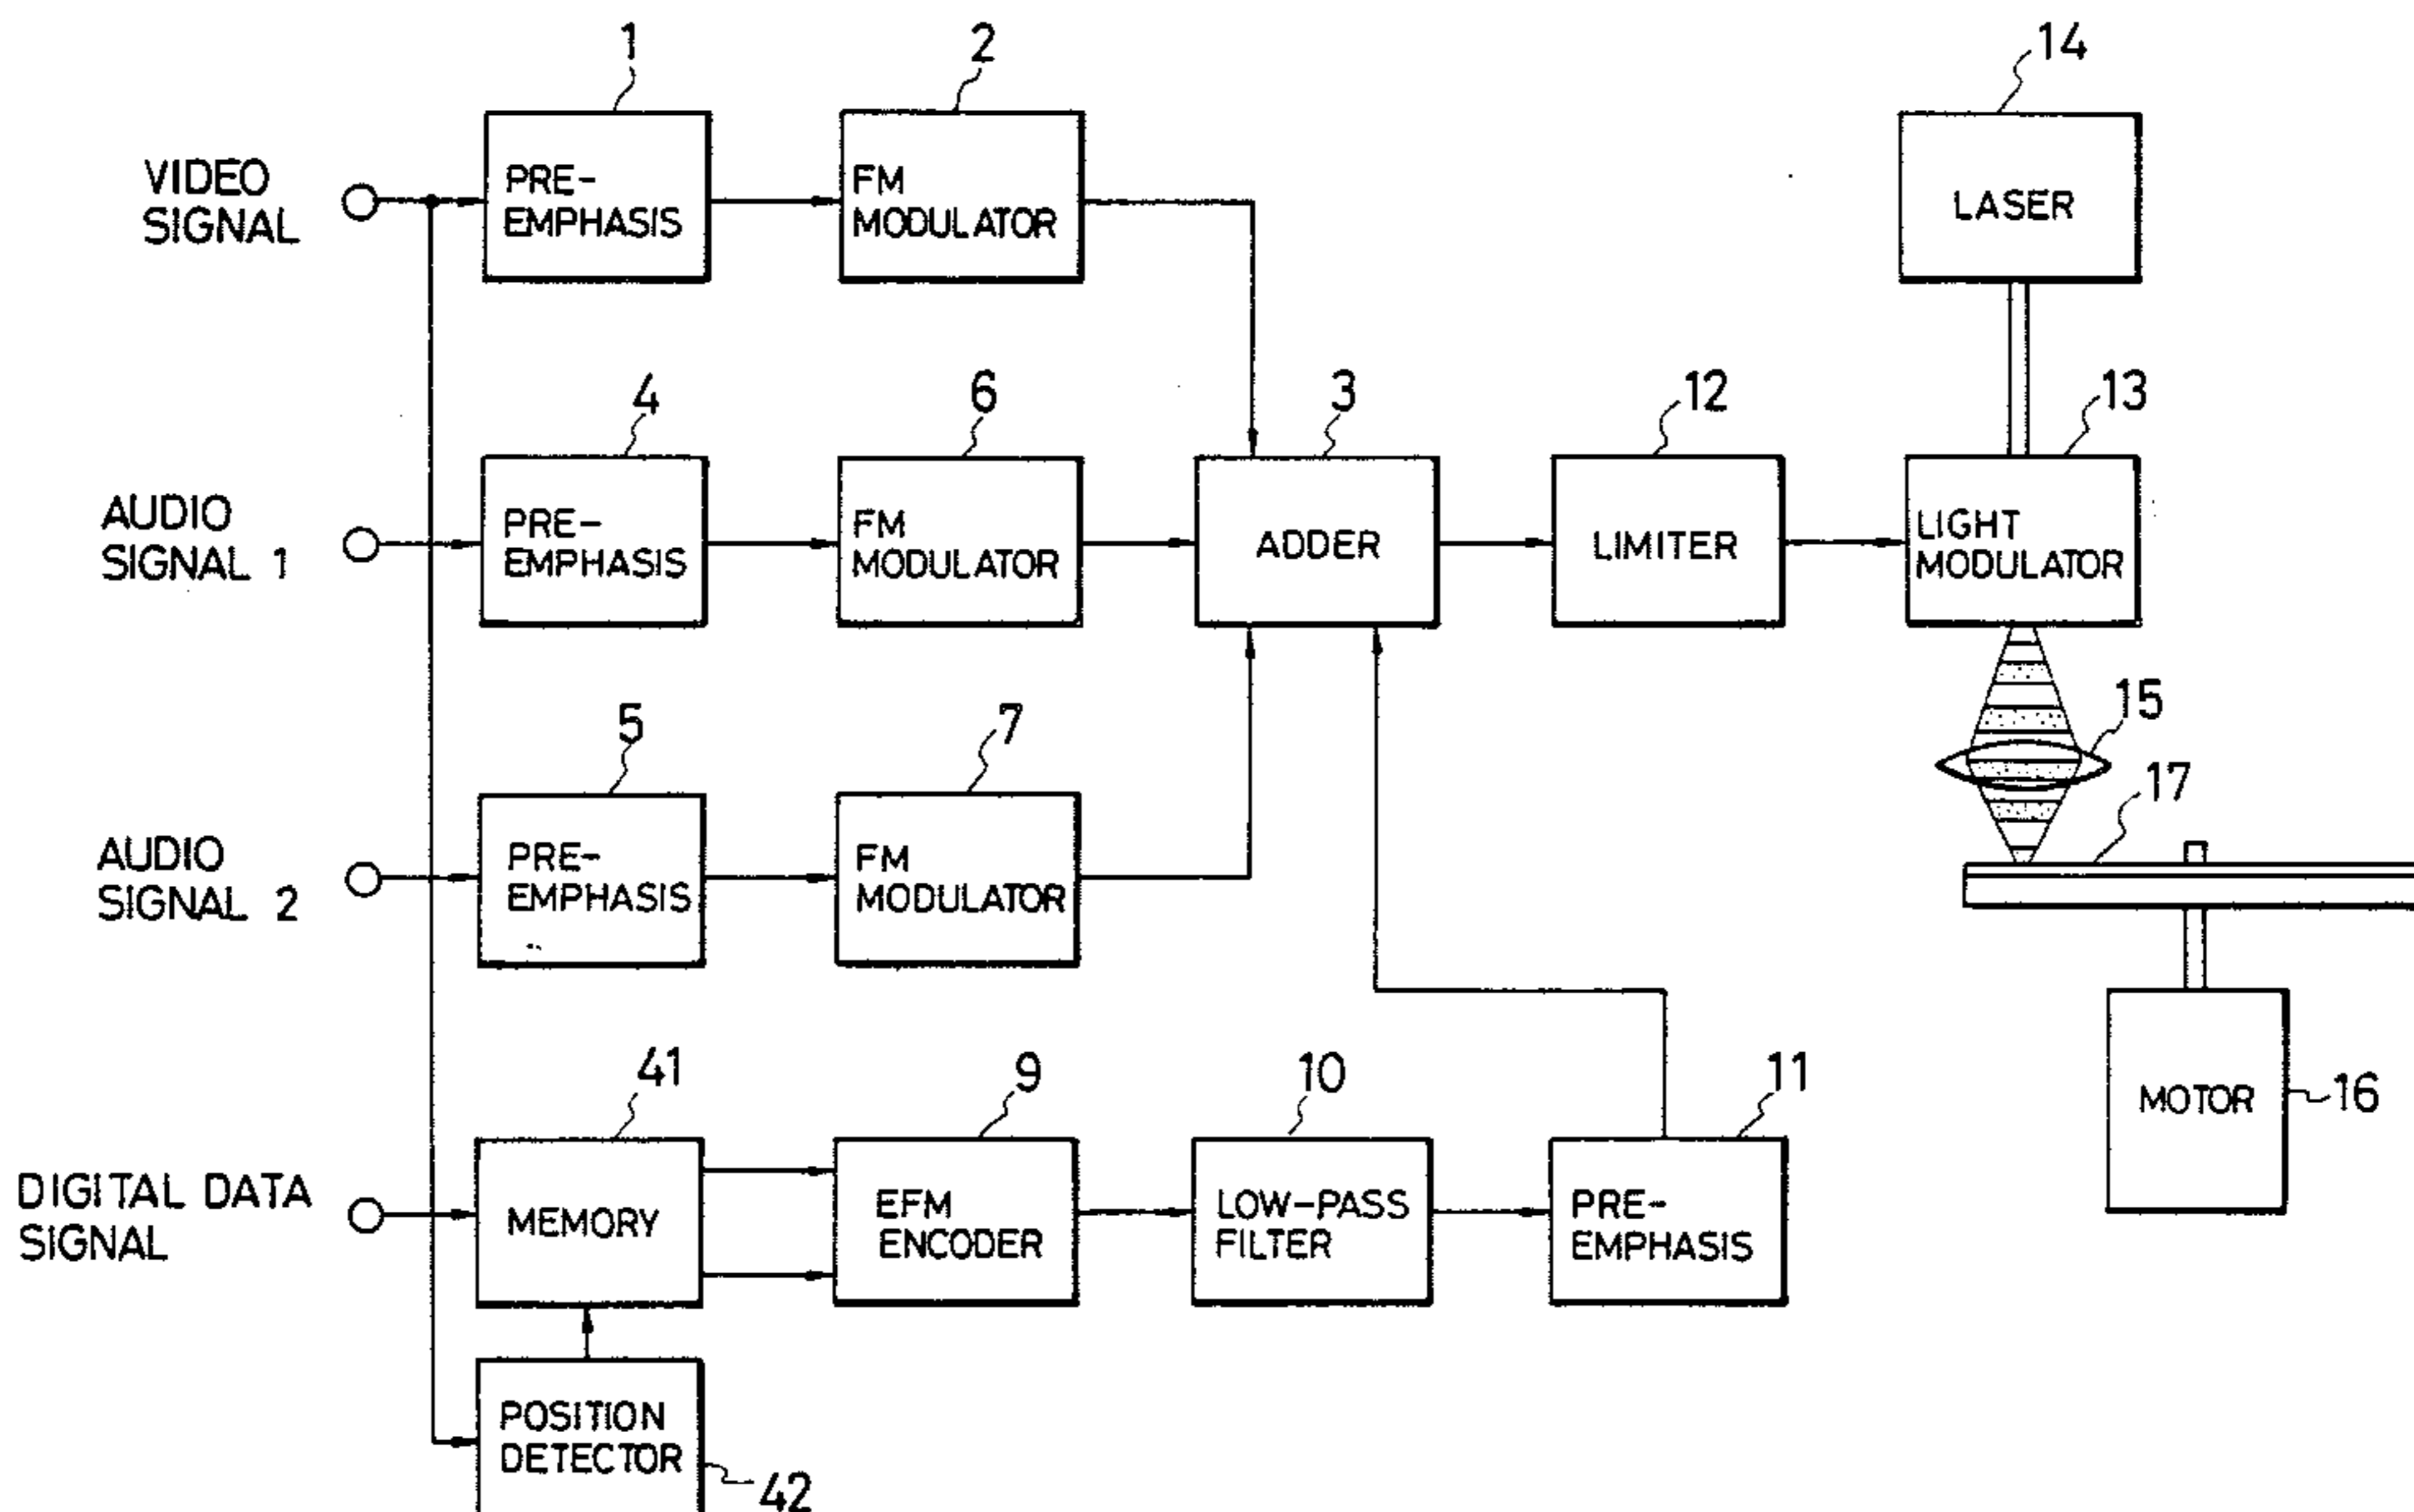 1
2
14
VIDEO
SIGNAL
PRE-
EMPHASIS
FM
MODULATOR
LASER
4
6
3
12
13
AUDIO
SIGNAL 1
PRE-
EMPHASIS
FM
MODULATOR
ADDER
LIMITER
LIGHT
MODULATOR
5
7
15
17
AUDIO
SIGNAL 2
PRE-
EMPHASIS
FM
MODULATOR
41
9
10
11
MOTOR
16
DIGITAL DATA
SIGNAL
MEMORY
EFM
ENCODER
LOW-PASS
FILTER
PRE-
EMPHASIS
POSITION
DETECTOR
42